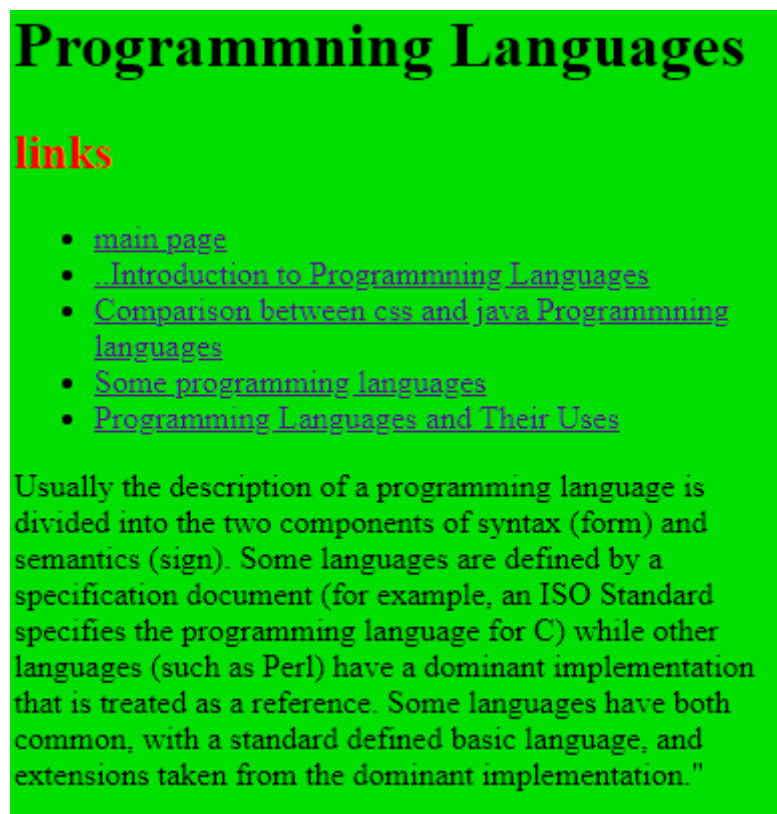 Programmning Languages
links
main page
..Introduction to Programmning Languages
Comparison between css and java Programmning
languages
Some programming languages
Programming Languages and Their Uses
Usually the description of a programming language is
divided into the two components of syntax (form) and
semantics (sign). Some languages are defined by a
specification document (for example, an ISO Standard
specifies the programming language for C) while other
languages (such as Perl) have a dominant implementation
that is treated as a reference. Some languages have both
common, with a standard defined basic language, and
extensions taken from the dominant implementation."